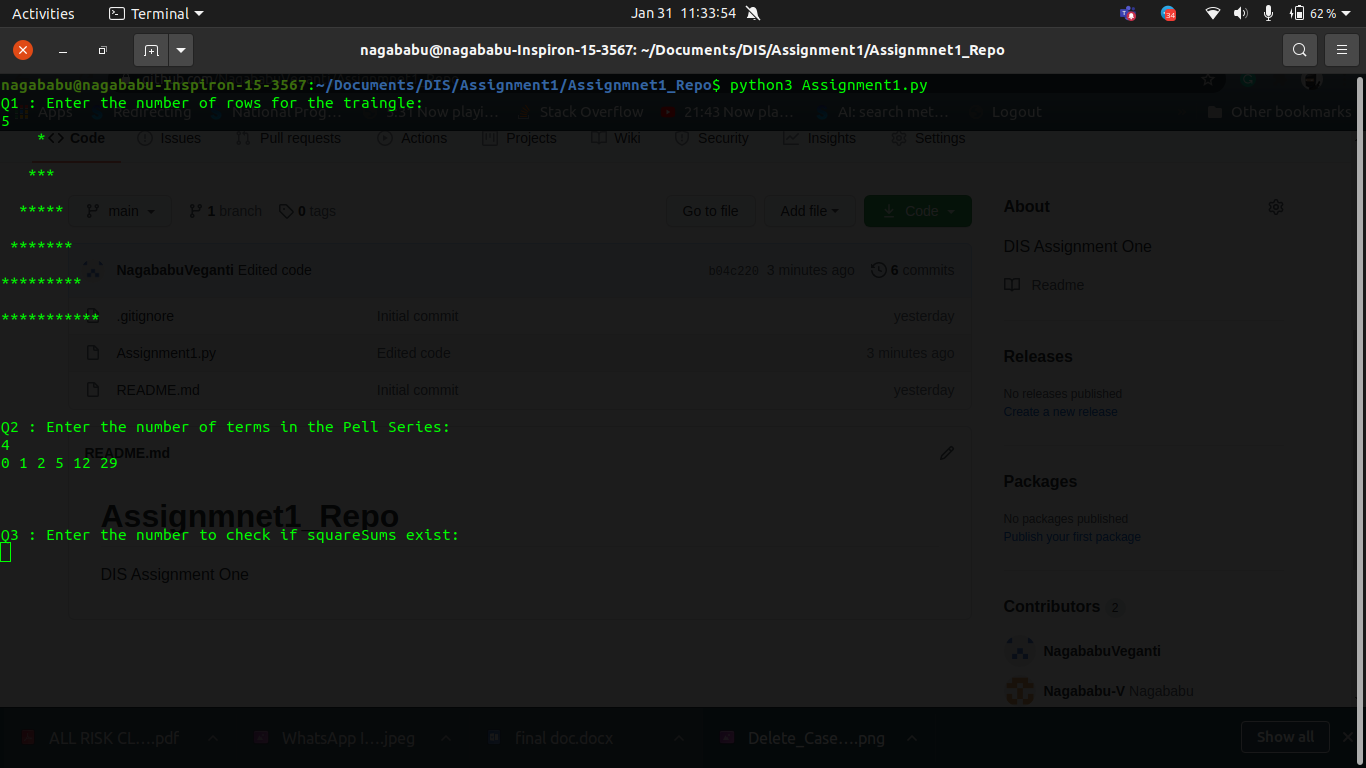 Activities Terminal Jan 31 11:33:54 34 62 %
nagababu@nagababu-Inspiron-15-3567: ~/Documents/DIS/Assignment1/Assignmnet1_Repo
nagababu@nagababu-Inspiron-15-3567:~/Documents/DIS/Assignment1/Assignmnet1_Repo$ python3 Assignment1.py
Q1 : Enter the number of rows for the traingle:
Apps Redirecting National Prog... 5:31 Now playi... Stack Overflow 21:43 Now pla... AI: search met... Logout Other bookmarks
5
*
Code Issues Pull requests Actions Projects Wiki Security Insights Settings
***
*****
main 1 branch 0 tags Go to file Add file Code
About
*******
DIS Assignment One
NagababuVeganti Edited code b04c220 3 minutes ago 6 commits
*********
Readme
***********
.gitignore Initial commit yesterday
Assignment1.py Edited code 3 minutes ago
Releases
README.md Initial commit yesterday
No releases published
Create a new release
Q2 : Enter the number of terms in the Pell Series:
4
README.md
0 1 2 5 12 29
Packages
Assignmnet1_Repo
No packages published
Q3 : Enter the number to check if squareSums exist:
Publish your first package
DIS Assignment One
Contributors 2
NagababuVeganti
Nagababu-V Nagababu
ALL RISK CL....pdf WhatsApp I....jpeg final doc.docx Delete_Case....png Show all